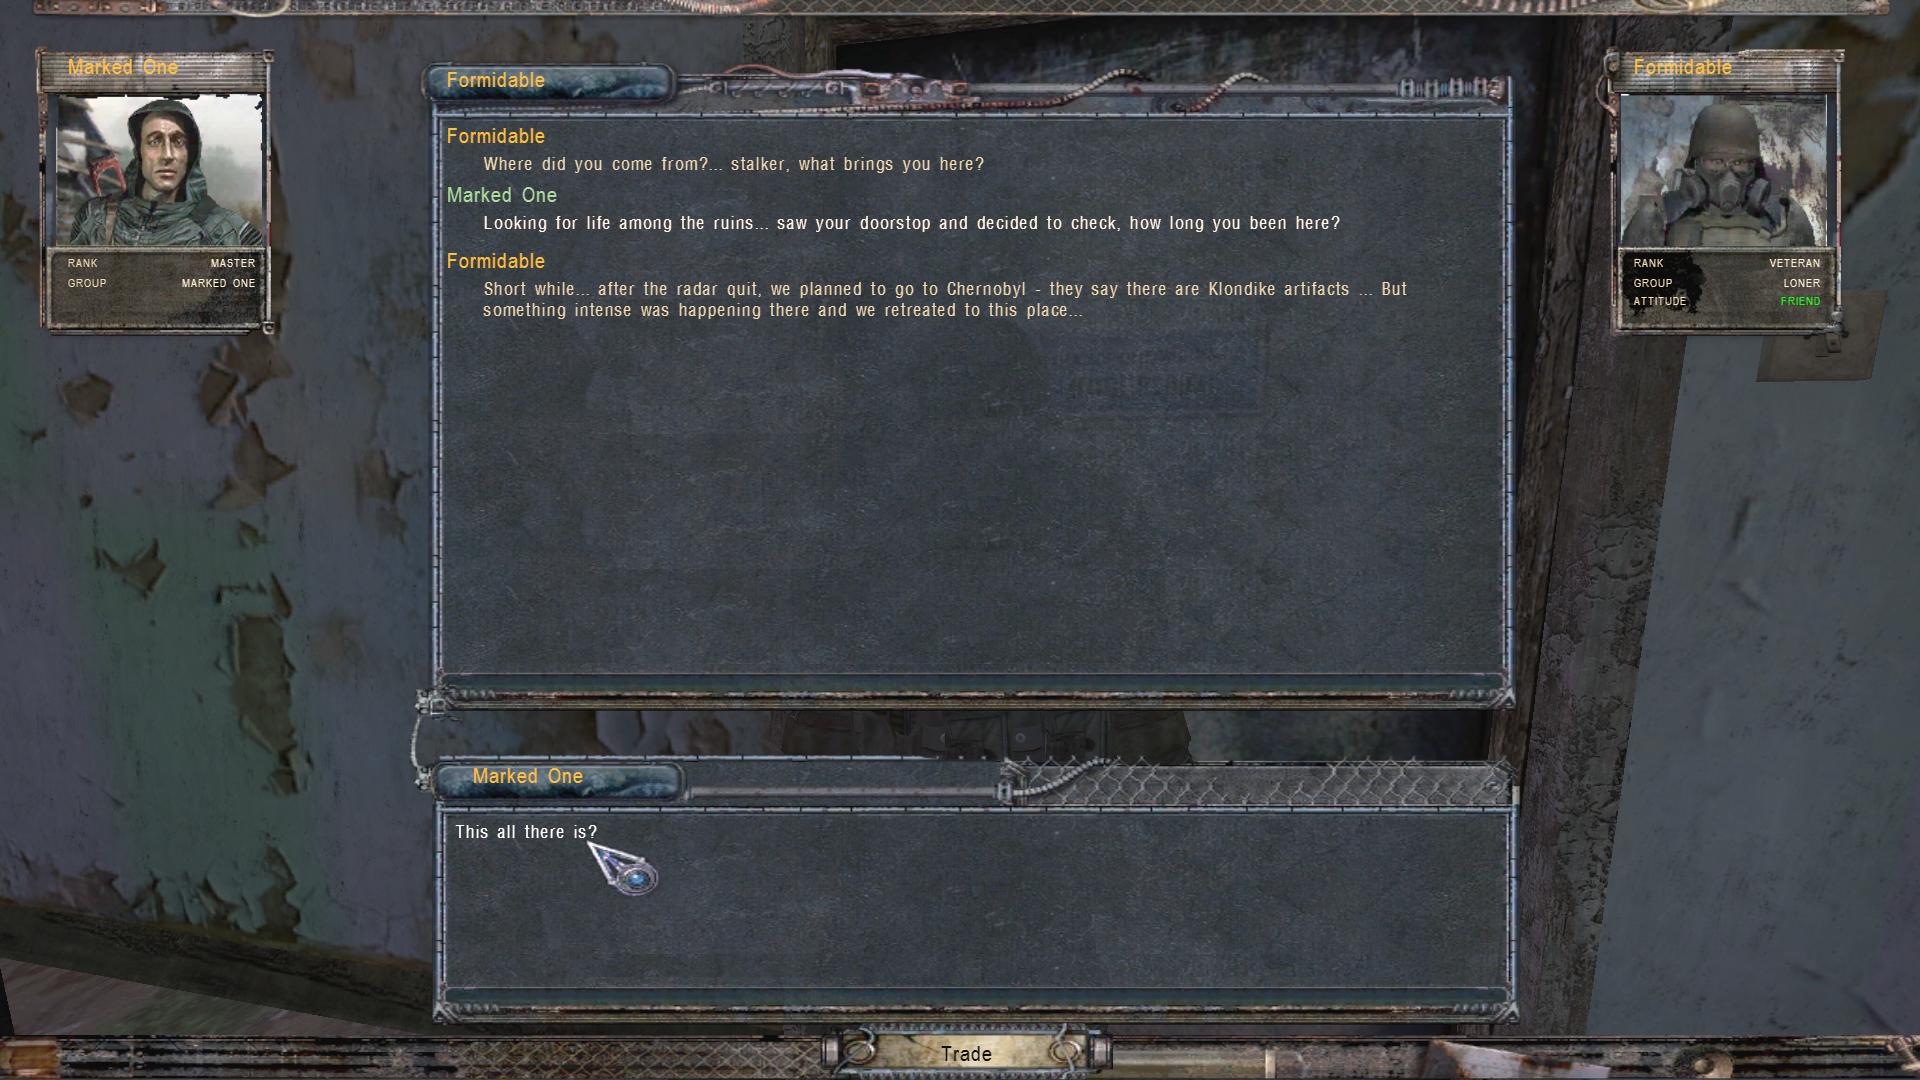 Marked One
RANK MASTER
GROUP MARKED ONE
Formidable
Formidable
Where did you come from?... stalker, what brings you here?
Marked One
Looking for life among the ruins... saw your doorstop and decided to check, how long you been here?
Formidable
Short while... after the radar quit, we planned to go to Chernobyl - they say there are Klondike artifacts ... But
something intense was happening there and we retreated to this place...
Formidable
RANK VETERAN
GROUP LONER
ATTITUDE FRIEND
Marked One
This all there is?
Trade